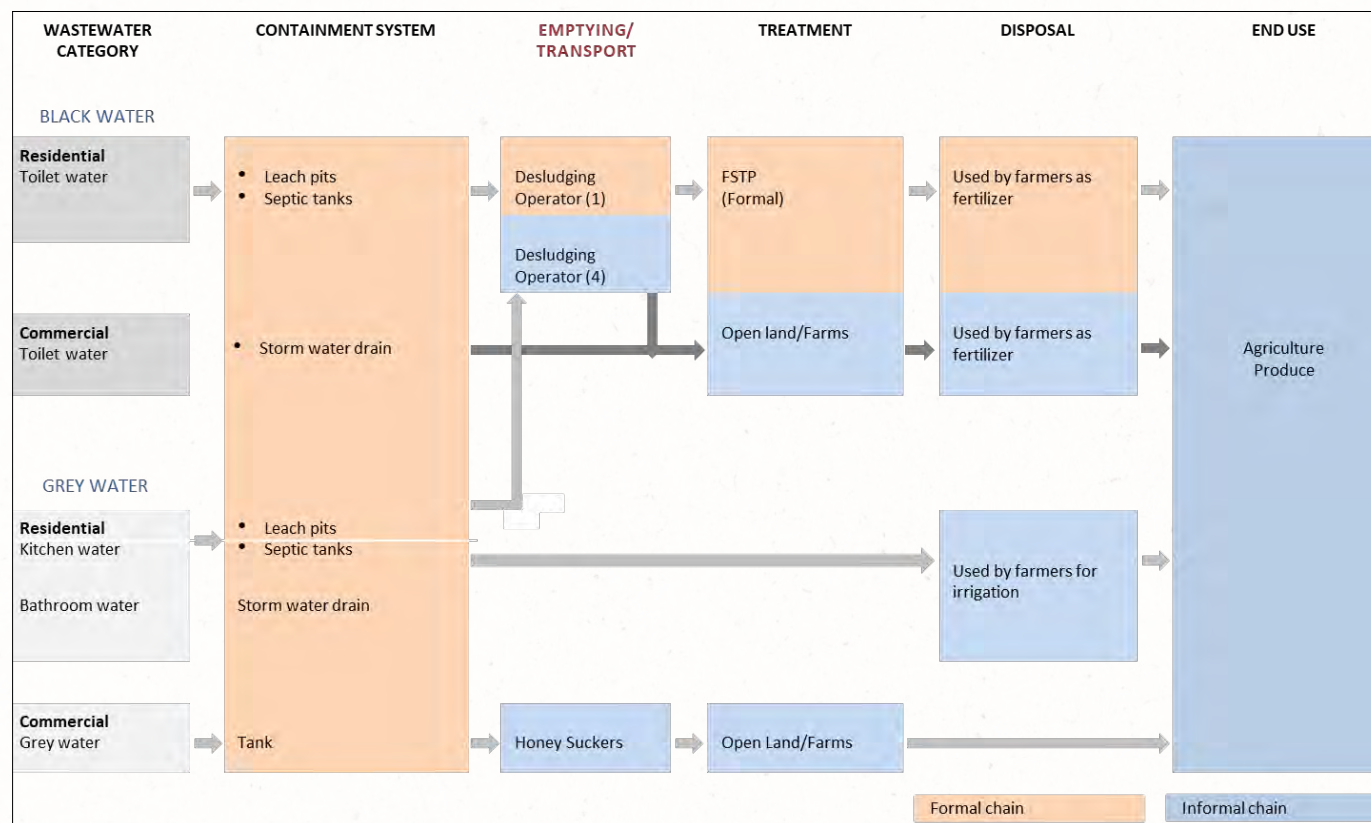 WASTEWATER
CATEGORY
CONTAINMENT SYSTEM
EMPTYING/
TRANSPORT
TREATMENT
DISPOSAL
END USE
BLACK WATER
Residential
Toilet water
• Leach pits
• Septic tanks
Desludging
Operator (1)
FSTP
(Formal)
Used by farmers as
fertilizer
Desludging
Operator (4)
Commercial
Toilet water
• Storm water drain
Open land/Farms
Used by farmers as
fertilizer
Agriculture
Produce
GREY WATER
Residential
Kitchen water
• Leach pits
• Septic tanks
Used by farmers for
irrigation
Bathroom water
Storm water drain
Commercial
Grey water
Tank
Honey Suckers
Open Land/Farms
Formal chain
Informal chain